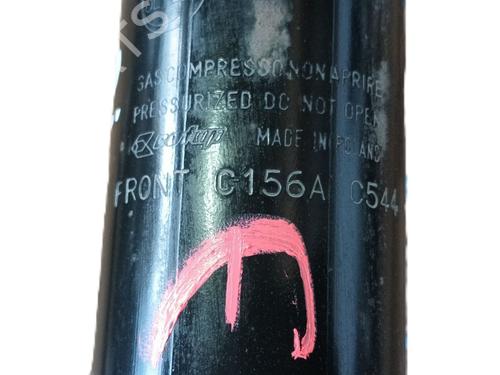 GAS COMPRESSO NON APRIRE
PRESSURIZED DO NOT OPEN
MADE IN POLAND
FRONT C156A C544